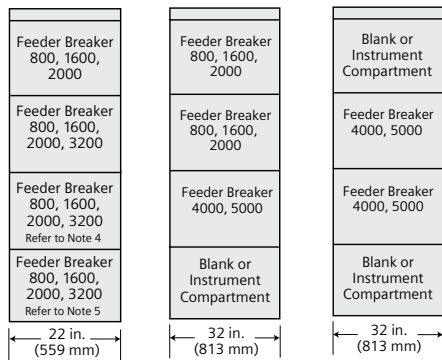 Feeder Breaker
800, 1600,
2000
Feeder Breaker
800, 1600,
2000, 3200
Feeder Breaker
800, 1600,
2000, 3200
Refer to Note 4
Feeder Breaker
800, 1600,
2000, 3200
Refer to Note 5
22 in.
(559 mm)
Feeder Breaker
800, 1600,
2000
Feeder Breaker
800, 1600,
2000
Feeder Breaker
4000, 5000
Blank or
Instrument
Compartment
32 in.
(813 mm)
Blank or
Instrument
Compartment
Feeder Breaker
4000, 5000
Feeder Breaker
4000, 5000
Blank or
Instrument
Compartment
32 in.
(813 mm)